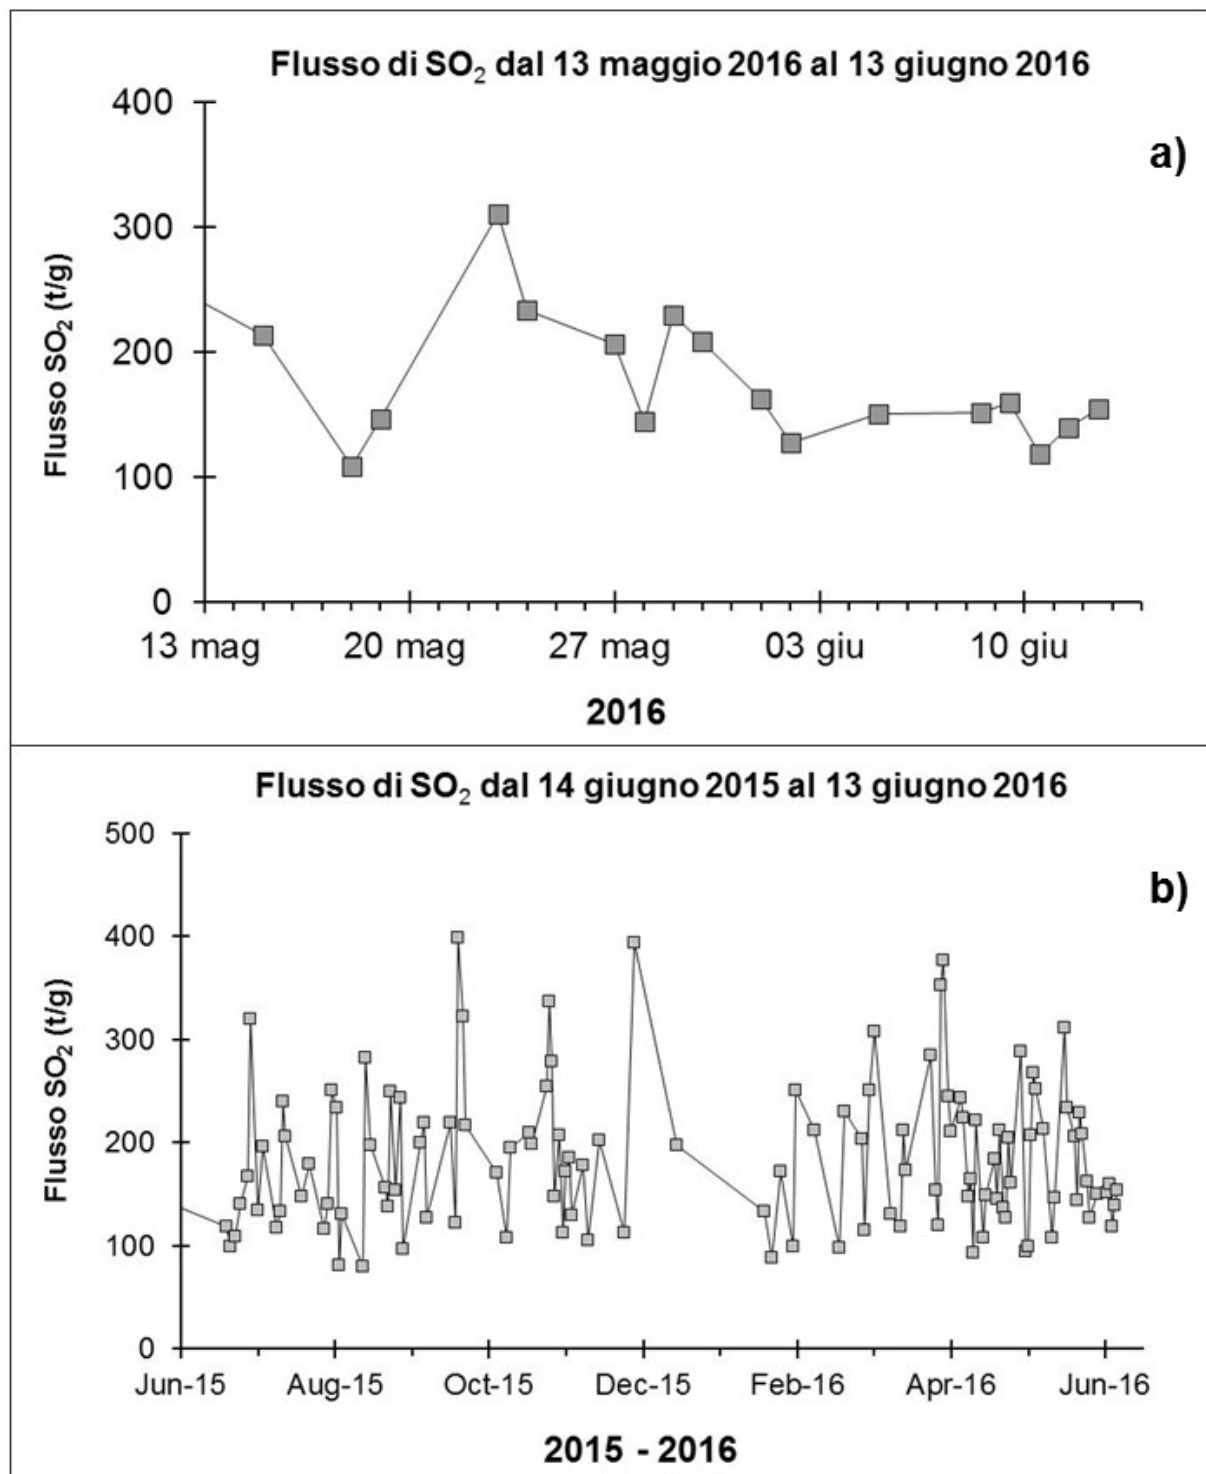 Flusso di SO₂ dal 13 maggio 2016 al 13 giugno 2016
a)
400
300
200
100
0
Flusso SO₂ (t/g)
13 mag 20 mag 27 mag 03 giu 10 giu
2016
Flusso di SO₂ dal 14 giugno 2015 al 13 giugno 2016
b)
500
400
300
200
100
0
Flusso SO₂ (t/g)
Jun-15 Aug-15 Oct-15 Dec-15 Feb-16 Apr-16 Jun-16
2015 - 2016